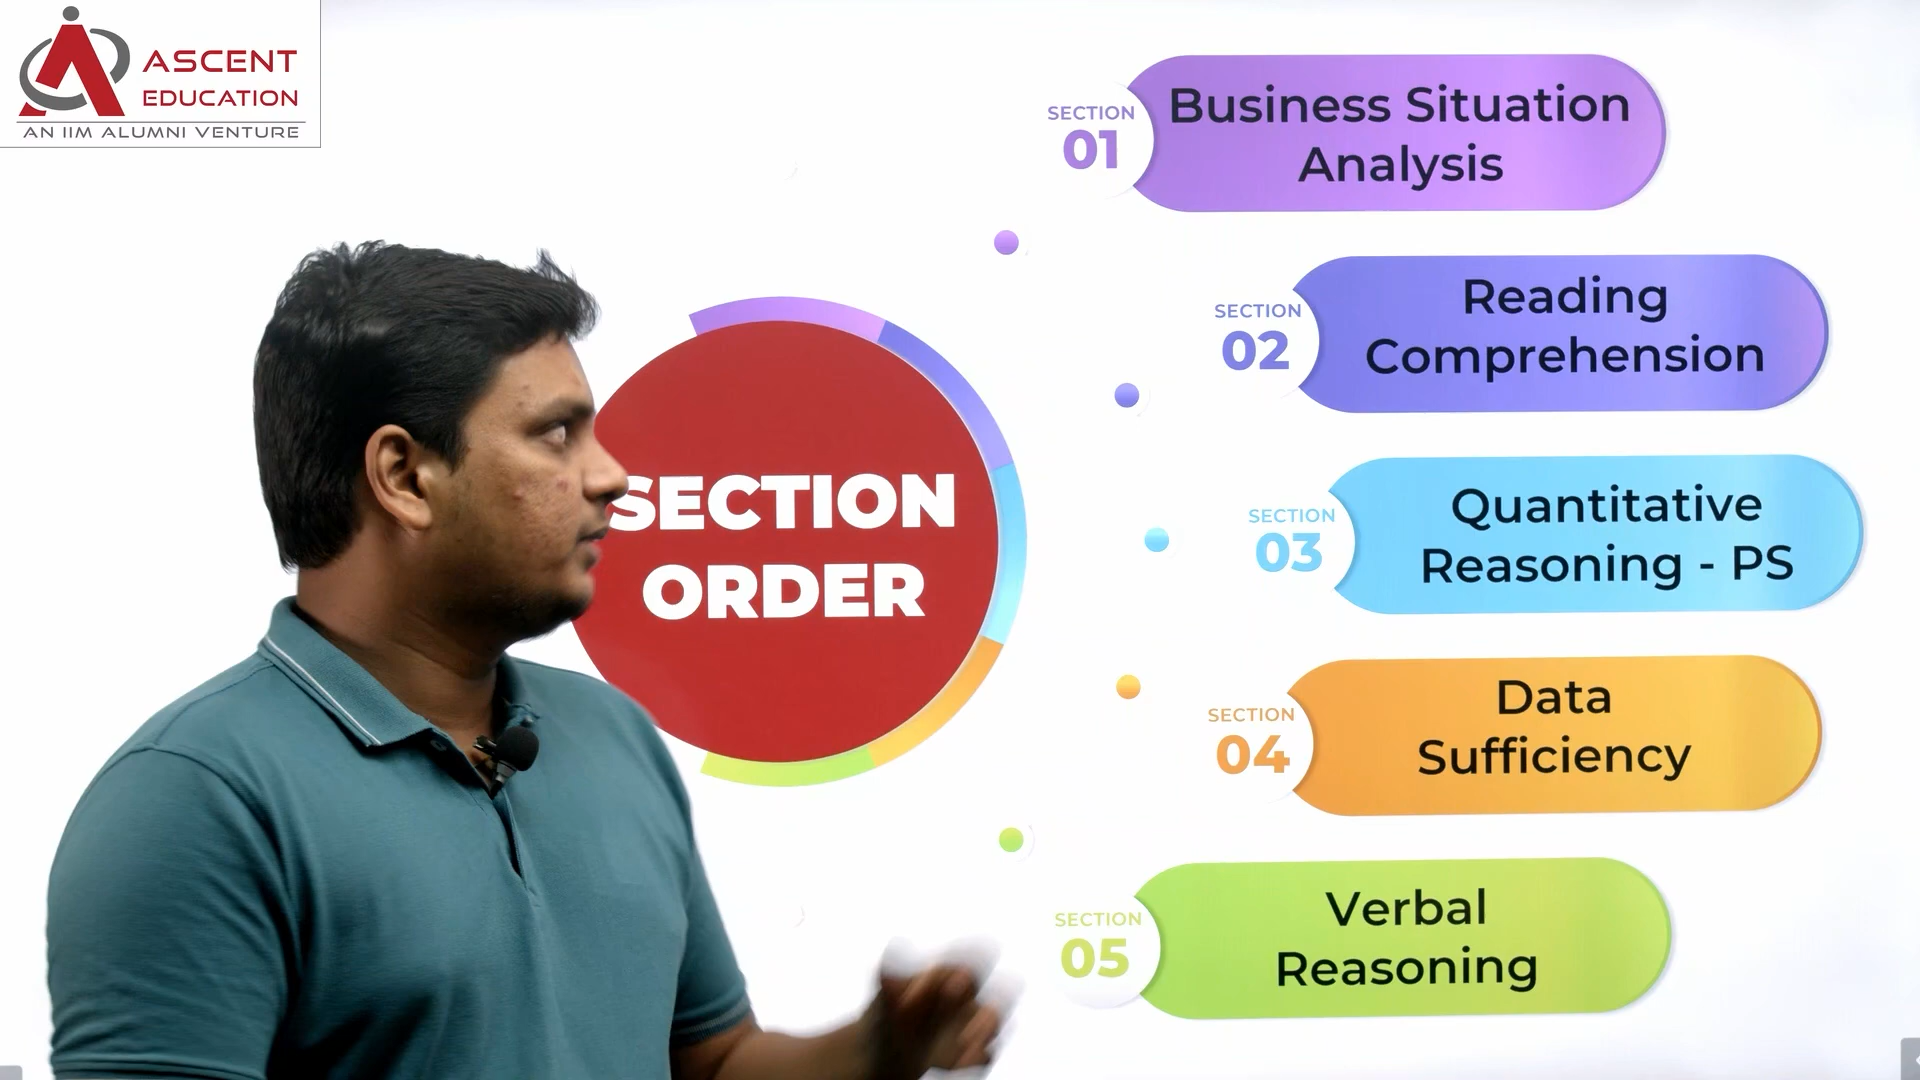 ASCENT
EDUCATION
AN IIM ALUMNI VENTURE
SECTION
ORDER
SECTION
01
Business Situation
Analysis
SECTION
02
Reading
Comprehension
SECTION
03
Quantitative
Reasoning - PS
SECTION
04
Data
Sufficiency
SECTION
05
Verbal
Reasoning